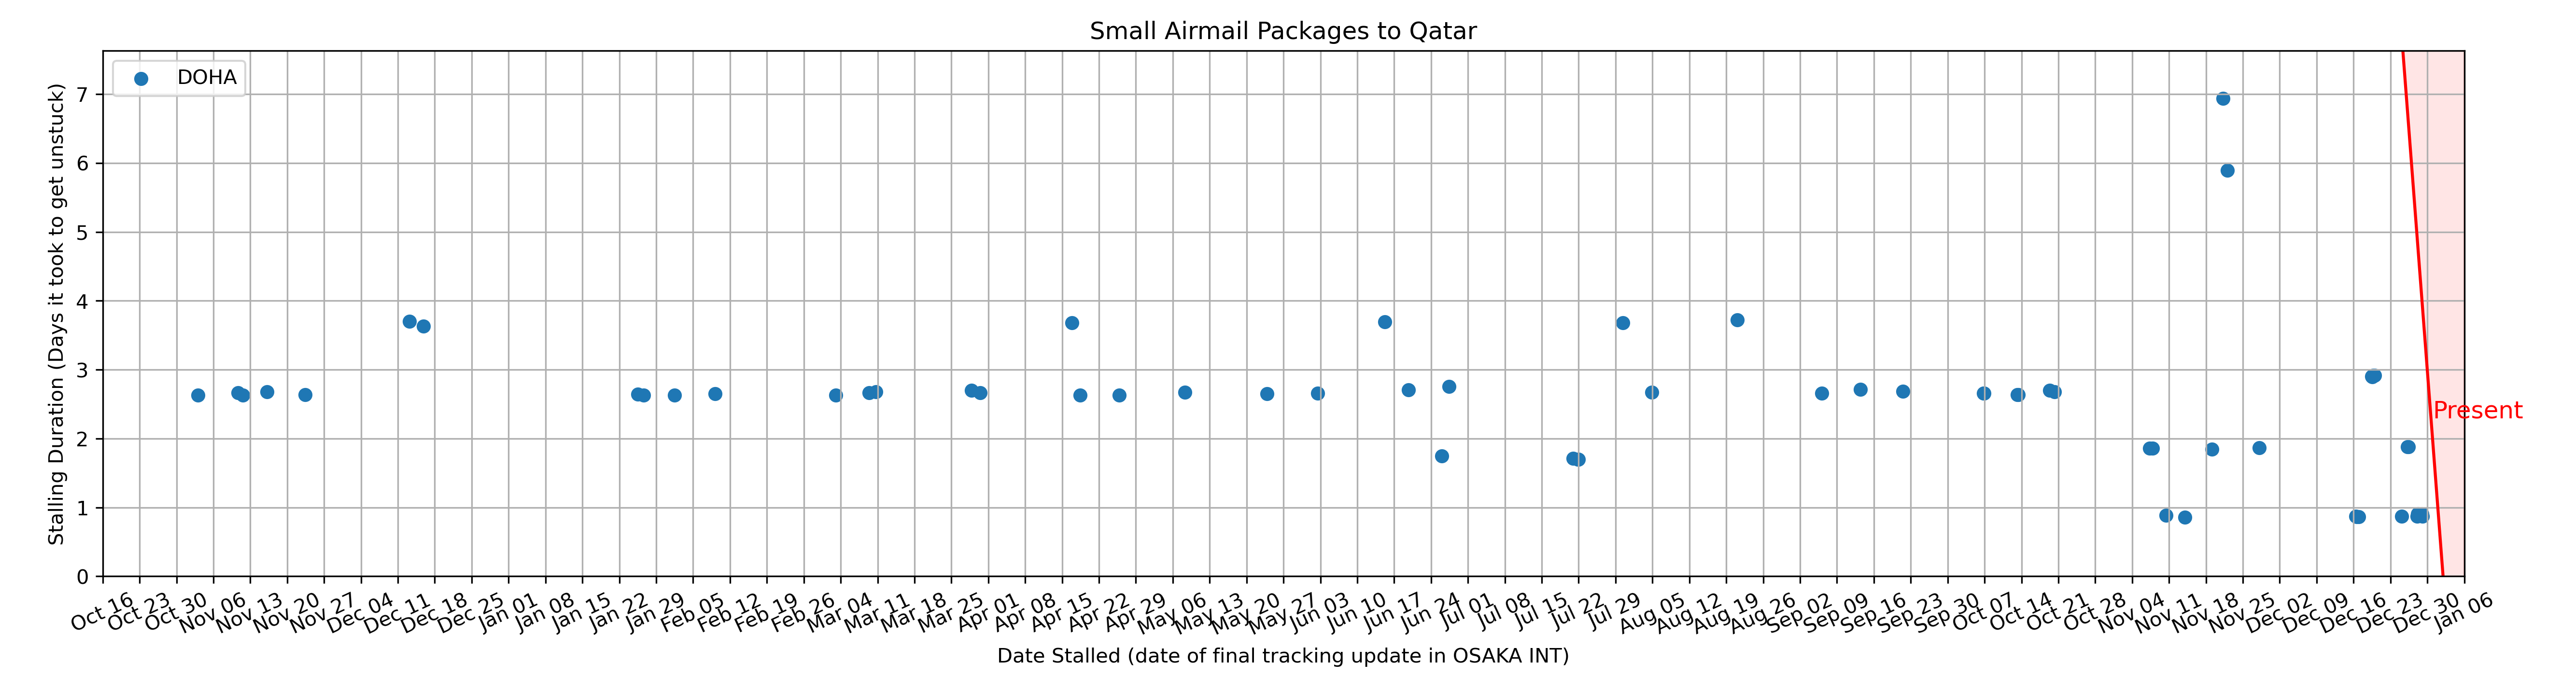 Small Airmail Packages to Qatar
DOHA
Stalling Duration (Days it took to get unstuck)
7
6
5
4
3
2
1
0
Present
Oct 16
Oct 23
Oct 30
Nov 06
Nov 13
Nov 20
Nov 27
Dec 04
Dec 11
Dec 18
Dec 25
Jan 01
Jan 08
Jan 15
Jan 22
Jan 29
Feb 05
Feb 12
Feb 19
Feb 26
Mar 04
Mar 11
Mar 18
Mar 25
Apr 01
Apr 08
Apr 15
Apr 22
Apr 29
May 06
May 13
May 20
May 27
Jun 03
Jun 10
Jun 17
Jun 24
Jul 01
Jul 08
Jul 15
Jul 22
Jul 29
Aug 05
Aug 12
Aug 19
Aug 26
Sep 02
Sep 09
Sep 16
Sep 23
Sep 30
Oct 07
Oct 14
Oct 21
Oct 28
Nov 04
Nov 11
Nov 18
Nov 25
Dec 02
Dec 09
Dec 16
Dec 23
Dec 30
Jan 06
Date Stalled (date of final tracking update in OSAKA INT)